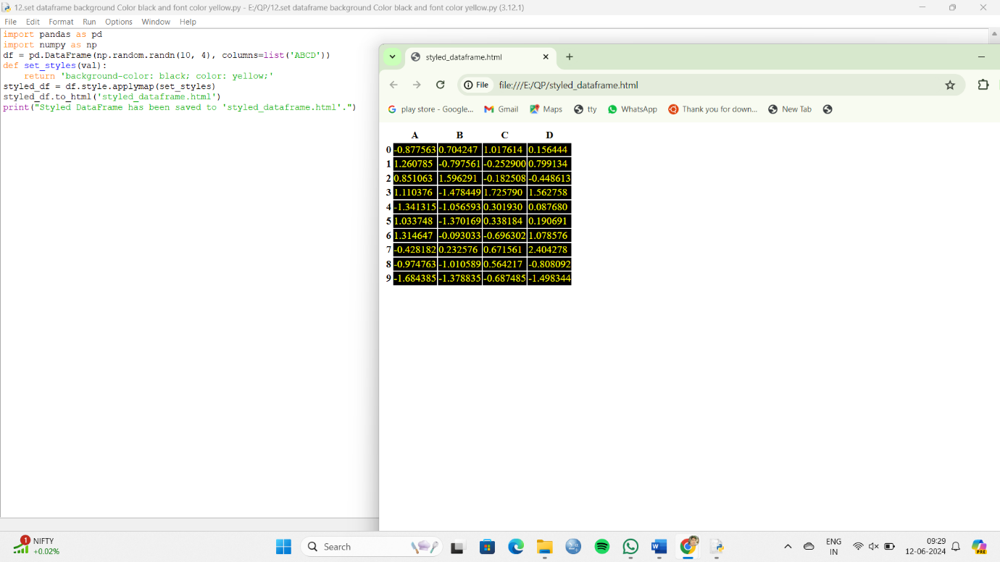 12.set dataframe background Color black and font color yellow.py - E:/QP/12.set dataframe background Color black and font color yellow.py (3.12.1)
File Edit Format Run Options Window Help
import pandas as pd
import numpy as np
df = pd.DataFrame(np.random.randn(10, 4), columns=list('ABCD'))
def set_styles(val):
    return 'background-color: black; color: yellow;'
styled_df = df.style.applymap(set_styles)
styled_df.to_html('styled_dataframe.html')
print("Styled DataFrame has been saved to 'styled_dataframe.html'.")
styled_dataframe.html
File file:///E:/QP/styled_dataframe.html
play store - Google... Gmail Maps tty WhatsApp Thank you for down... New Tab
A B C D
0 -0.877563 0.704247 1.017614 0.156444
1 1.260785 -0.797561 -0.252900 0.799134
2 0.851063 1.596291 -0.182508 -0.448613
3 1.110376 -1.478449 1.725790 1.562758
4 -1.341315 -1.056593 0.301930 0.087680
5 1.033748 -1.370169 0.338184 0.190691
6 1.314647 -0.093033 -0.696302 1.078576
7 -0.428182 0.232576 0.671561 2.404278
8 -0.974763 -1.010589 0.564217 -0.808092
9 -1.684385 -1.378835 -0.687485 -1.498344
1 NIFTY
+0.02%
Search
ENG
IN
09:29
12-06-2024
PRE